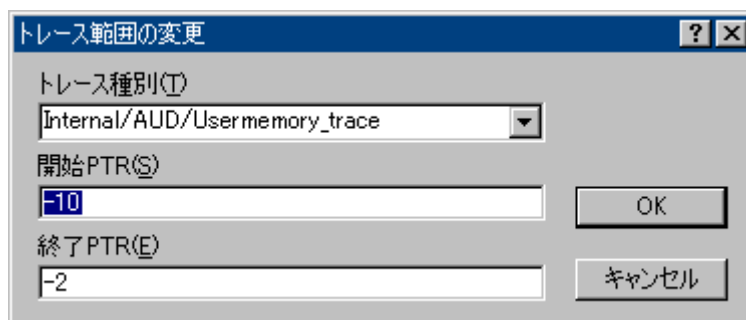 トレース範囲の変更
トレース種別(T)
Internal/AUD/Usermemory_trace
開始PTR(S)
-10
OK
終了PTR(E)
-2
キャンセル